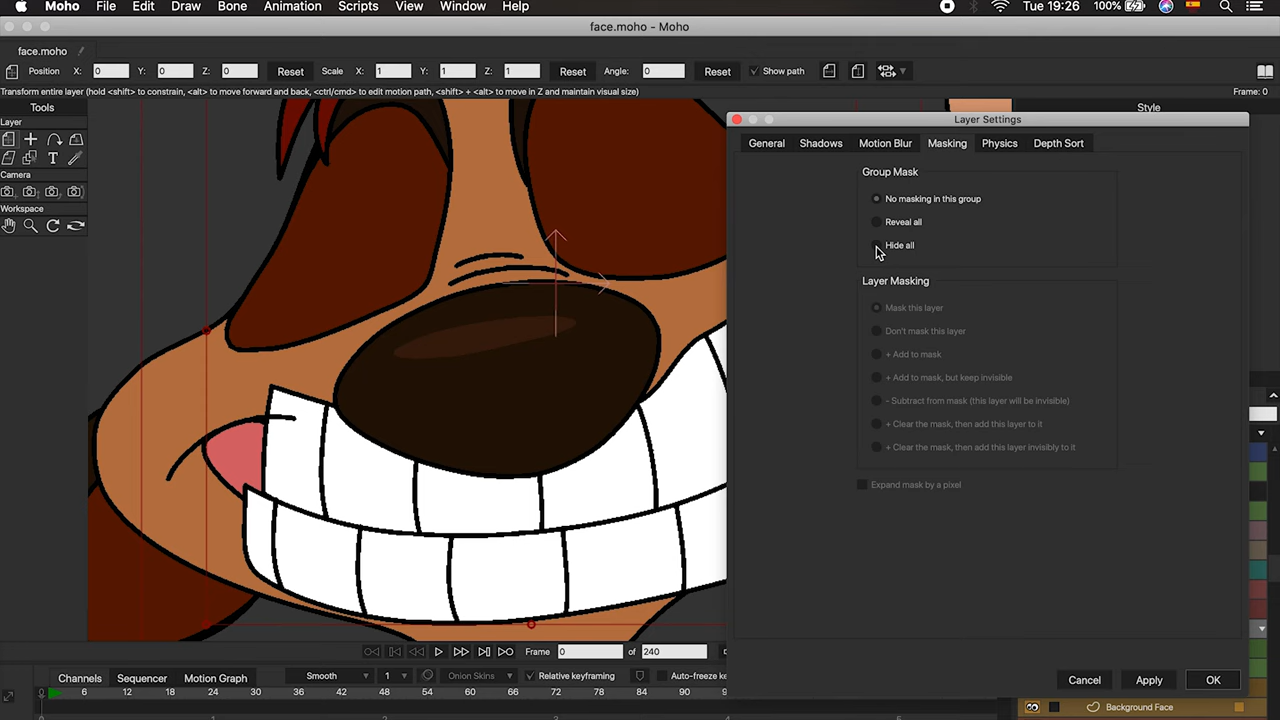 Moho File Edit Draw Bone Animation Scripts View Window Help Tue 19:26 100%
face.moho - Moho
face.moho
Position X: 0 Y: 0 Z: 0 Reset Scale X: 1 Y: 1 Z: 1 Reset Angle: 0 Reset Show path
Transform entire layer (hold <shift> to constrain, <alt> to move forward and back, <ctrl/cmd> to edit motion path, <shift> + <alt> to move in Z and maintain visual size) Frame: 0
Tools
Layer
Camera
Workspace
Style
Layer Settings
General Shadows Motion Blur Masking Physics Depth Sort
Group Mask
No masking in this group
Reveal all
Hide all
Layer Masking
Mask this layer
Don't mask this layer
+ Add to mask
+ Add to mask, but keep invisible
- Subtract from mask (this layer will be invisible)
+ Clear the mask, then add this layer to it
+ Clear the mask, then add this layer invisibly to it
Expand mask by a pixel
Cancel Apply OK
Frame 0 of 240
Channels Sequencer Motion Graph Smooth 1 Onion Skins Relative keyframing Auto-freeze
0 6 12 18 24 30 36 42 48 54 60 66 72 78 84 90
0 1 2 3 4 5
Background Face